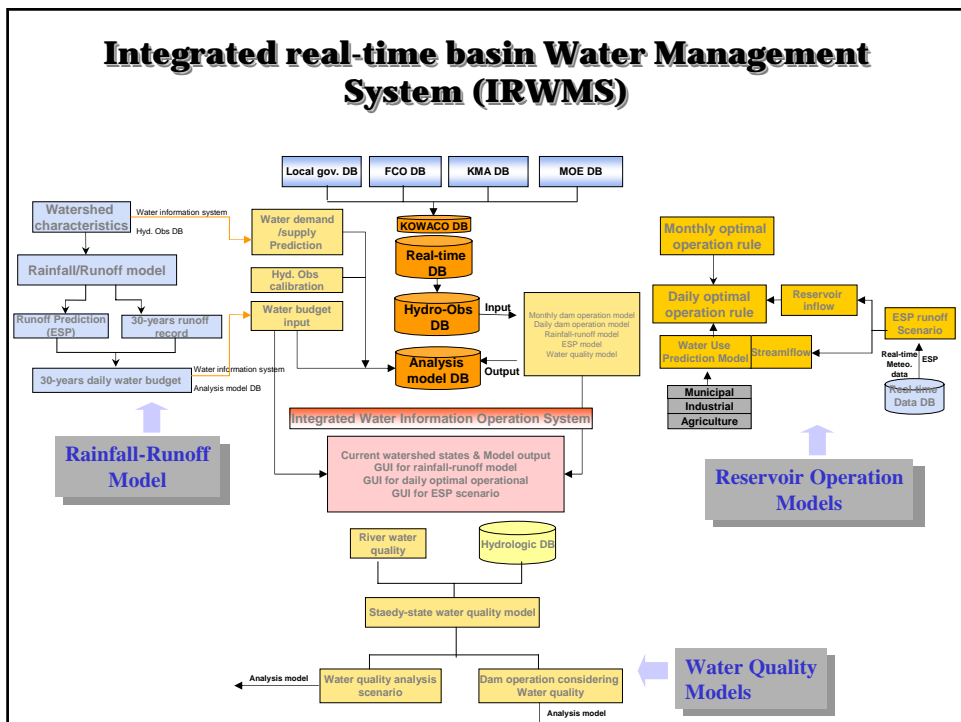 Integrated real-time basin Water Management
System (IRWMS)
Local gov. DB
FCO DB
KMA DB
MOE DB
Watershed
characteristics
Water information system
Hyd. Obs DB
Rainfall/Runoff model
Runoff Prediction
(ESP)
30-years runoff
record
30-years daily water budget
Water information system
Analysis model DB
Rainfall-Runoff
Model
Water demand
/supply
Prediction
Hyd. Obs
calibration
Water budget
input
KOWACO DB
Real-time
DB
Hydro-Obs
DB
Input
Analysis
model DB
Output
Monthly dam operation model
Daily dam operation model
Rainfall-runoff model
ESP model
Water quality model
Integrated Water Information Operation System
Current watershed states & Model output
GUI for rainfall-runoff model
GUI for daily optimal operational
GUI for ESP scenario
Monthly optimal
operation rule
Daily optimal
operation rule
Reservoir
inflow
ESP runoff
Scenario
Water Use
Prediction Model
Streamlflow
Real-time
Meteo.
data
ESP
Real-time
Data DB
Municipal
Industrial
Agriculture
Reservoir Operation
Models
River water
quality
Hydrologic DB
Staedy-state water quality model
Analysis model
Water quality analysis
scenario
Dam operation considering
Water quality
Analysis model
Water Quality
Models